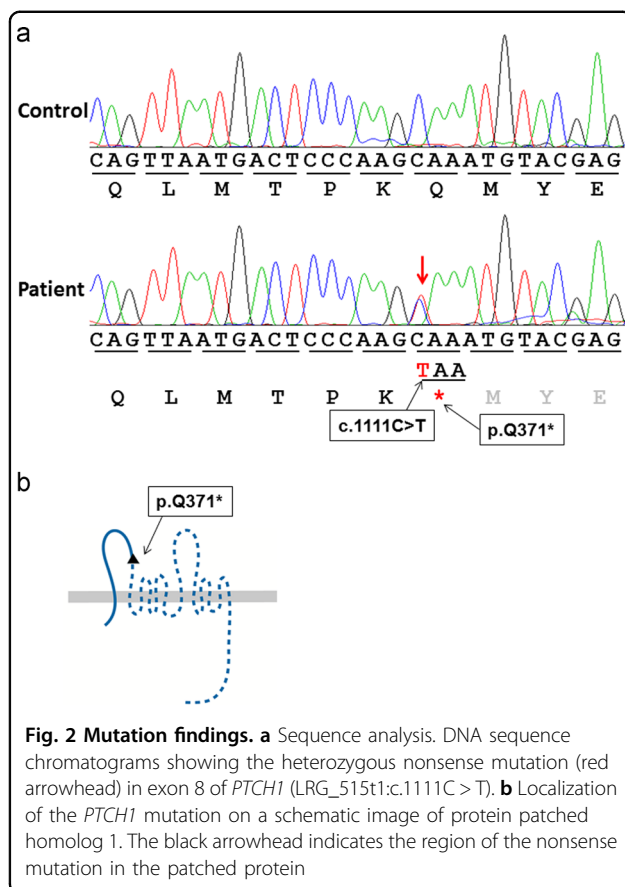 a
Control
CAGTTAATGACTCCCAAGCAAATGTACGAG
Q L M T P K Q M Y E
Patient
CAGTTAATGACTCCCAAGCAAATGTACGAG
TAA
Q L M T P K * M Y E
c.1111C>T
p.Q371*
b
p.Q371*
Fig. 2 Mutation findings. a Sequence analysis. DNA sequence
chromatograms showing the heterozygous nonsense mutation (red
arrowhead) in exon 8 of PTCH1 (LRG_515t1:c.1111C > T). b Localization
of the PTCH1 mutation on a schematic image of protein patched
homolog 1. The black arrowhead indicates the region of the nonsense
mutation in the patched protein